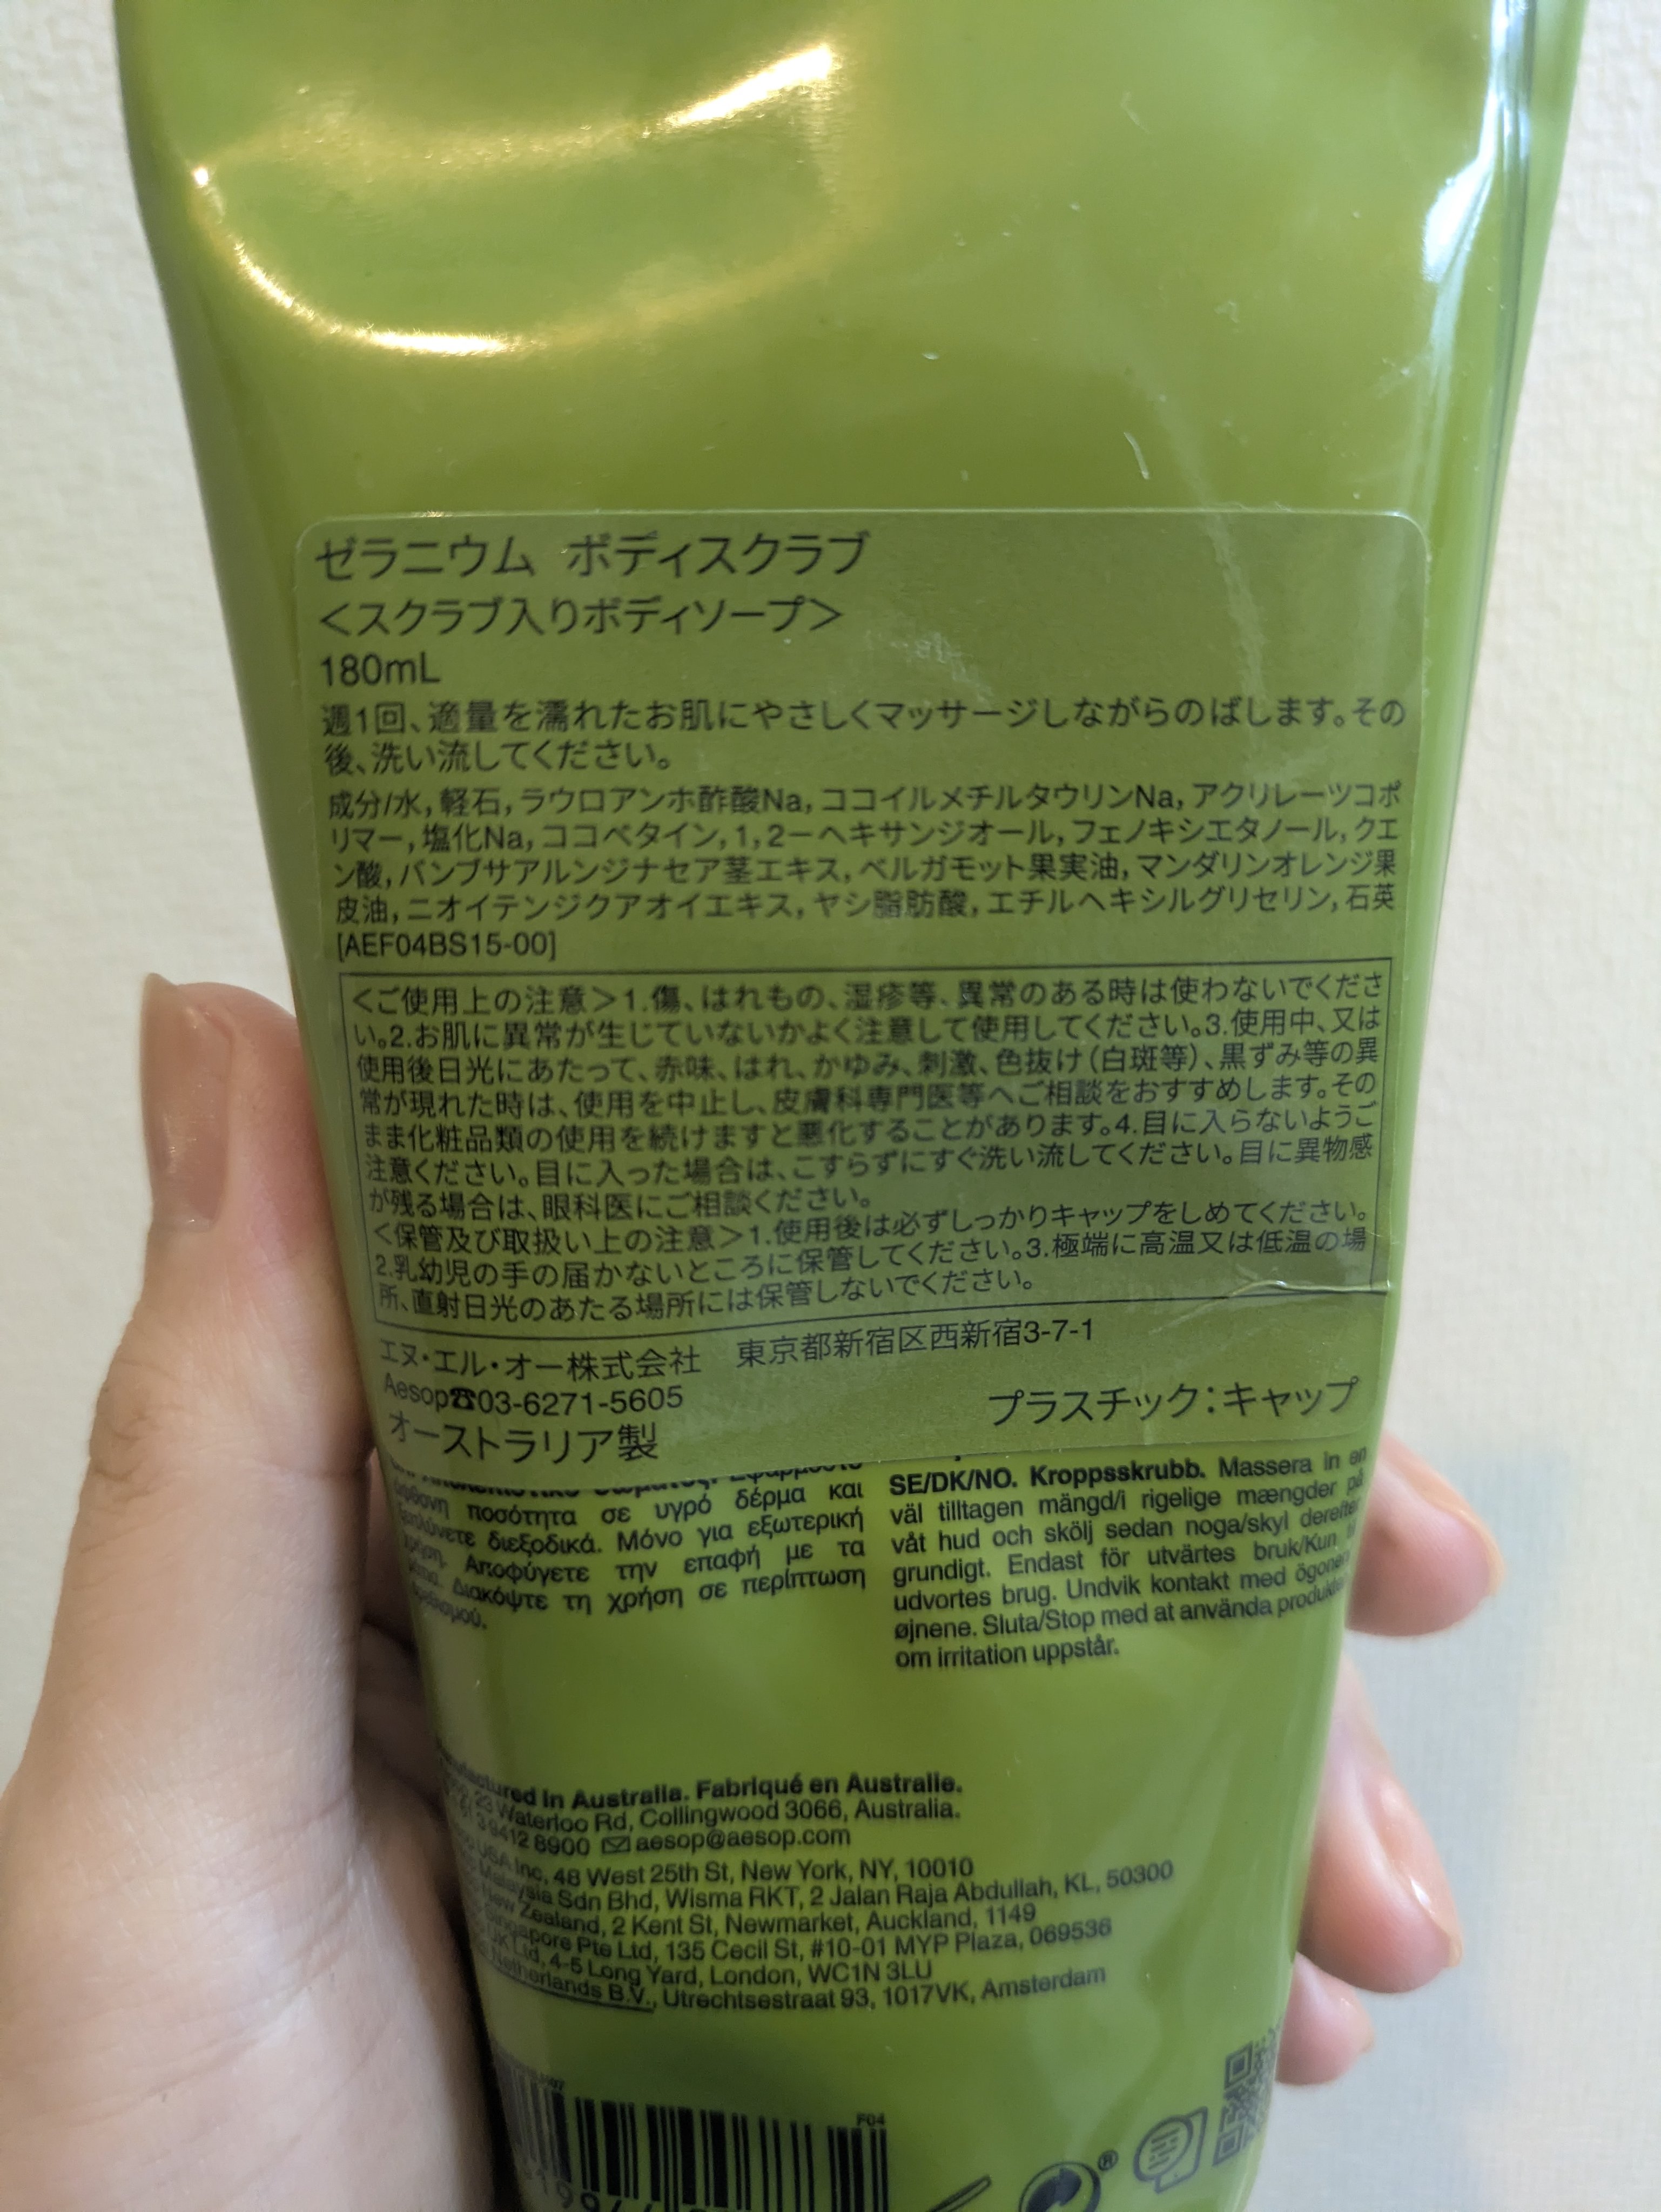 ゼラニウム ボディスクラブ
＜スクラブ入りボディソープ＞
180mL
週1回、適量を濡れたお肌にやさしくマッサージしながらのばします。その
後、洗い流してください。
成分/水, 軽石, ラウロアンホ酢酸Na, ココイルメチルタウリンNa, アクリレーツコポ
リマー, 塩化Na, ココベタイン, 1, 2－ヘキサンジオール, フェノキシエタノール, クエ
ン酸, バンブサアルンジナセア茎エキス, ベルガモット果実油, マンダリンオレンジ果
皮油, ニオイテンジクアオイエキス, ヤシ脂肪酸, エチルヘキシルグリセリン, 石英
[AEF04BS15-00]
＜ご使用上の注意＞1.傷、はれもの、湿疹等、異常のある時は使わないでくださ
い。2.お肌に異常が生じていないかよく注意して使用してください。3.使用中、又は
使用後日光にあたって、赤味、はれ、かゆみ、刺激、色抜け（白斑等）、黒ずみ等の異
常が現れた時は、使用を中止し、皮膚科専門医等へご相談をおすすめします。その
まま化粧品類の使用を続けますと悪化することがあります。4.目に入らないようご
注意ください。目に入った場合は、こすらずにすぐ洗い流してください。目に異物感
が残る場合は、眼科医にご相談ください。
＜保管及び取扱い上の注意＞1.使用後は必ずしっかりキャップをしめてください。
2.乳幼児の手の届かないところに保管してください。3.極端に高温又は低温の場
所、直射日光のあたる場所には保管しないでください。
エヌ・エル・オー株式会社 東京都新宿区西新宿3-7-1
Aesop☎03-6271-5605
オーストラリア製 プラスチック：キャップ
ποσότητα σε υγρό δέρμα και
διεξοδικά. Μόνο για εξωτερική
Αποφύγετε την επαφή με τα
Διακόψτε τη χρήση σε περίπτωση
SE/DK/NO. Kroppsskrubb. Massera in en
väl tilltagen mängd/i rigelige mængder på
våt hud och skölj sedan noga/skyl derefter
grundigt. Endast för utvärtes bruk/Kun
udvortes brug. Undvik kontakt med ögonen
øjnene. Sluta/Stop med at använda produkten
om irritation uppstår.
in Australia. Fabriqué en Australie.
23 Waterloo Rd, Collingwood 3066, Australia.
3 9412 8900 ✉ aesop@aesop.com
USA Inc, 48 West 25th St, New York, NY, 10010
Malaysia Sdn Bhd, Wisma RKT, 2 Jalan Raja Abdullah, KL, 50300
New Zealand, 2 Kent St, Newmarket, Auckland, 1149
Singapore Pte Ltd, 135 Cecil St, #10-01 MYP Plaza, 069536
UK Ltd, 4-5 Long Yard, London, WC1N 3LU
Netherlands B.V., Utrechtsestraat 93, 1017VK, Amsterdam
F04
®